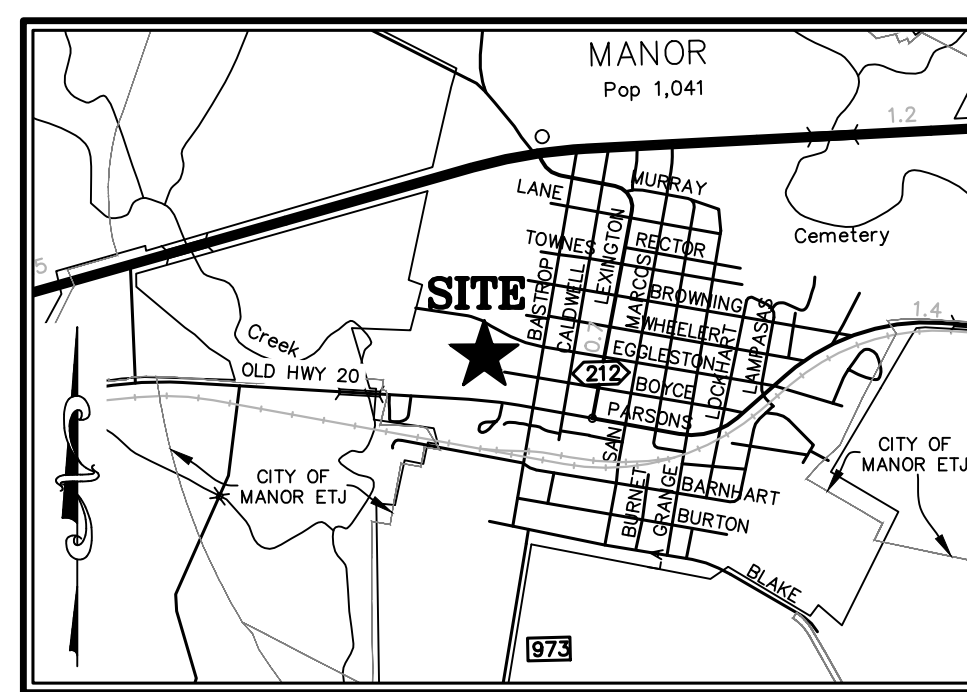 MANOR
Pop 1,041
1.2
LANE
MURRAY
TOWNES
RECTOR
Cemetery
5
BASTROP
CALDWELL
LEXINGTON
SAN MARCOS
BROWNING
SITE
WHEELER
LAMPASAS
1.4
Creek
0.7
EGGLESTON
LOCKHART
OLD HWY 20
212
BOYCE
PARSONS
CITY OF
MANOR ETJ
CITY OF
MANOR ETJ
BURNET
GRANGE
BARNHART
BURTON
BLAKE
973